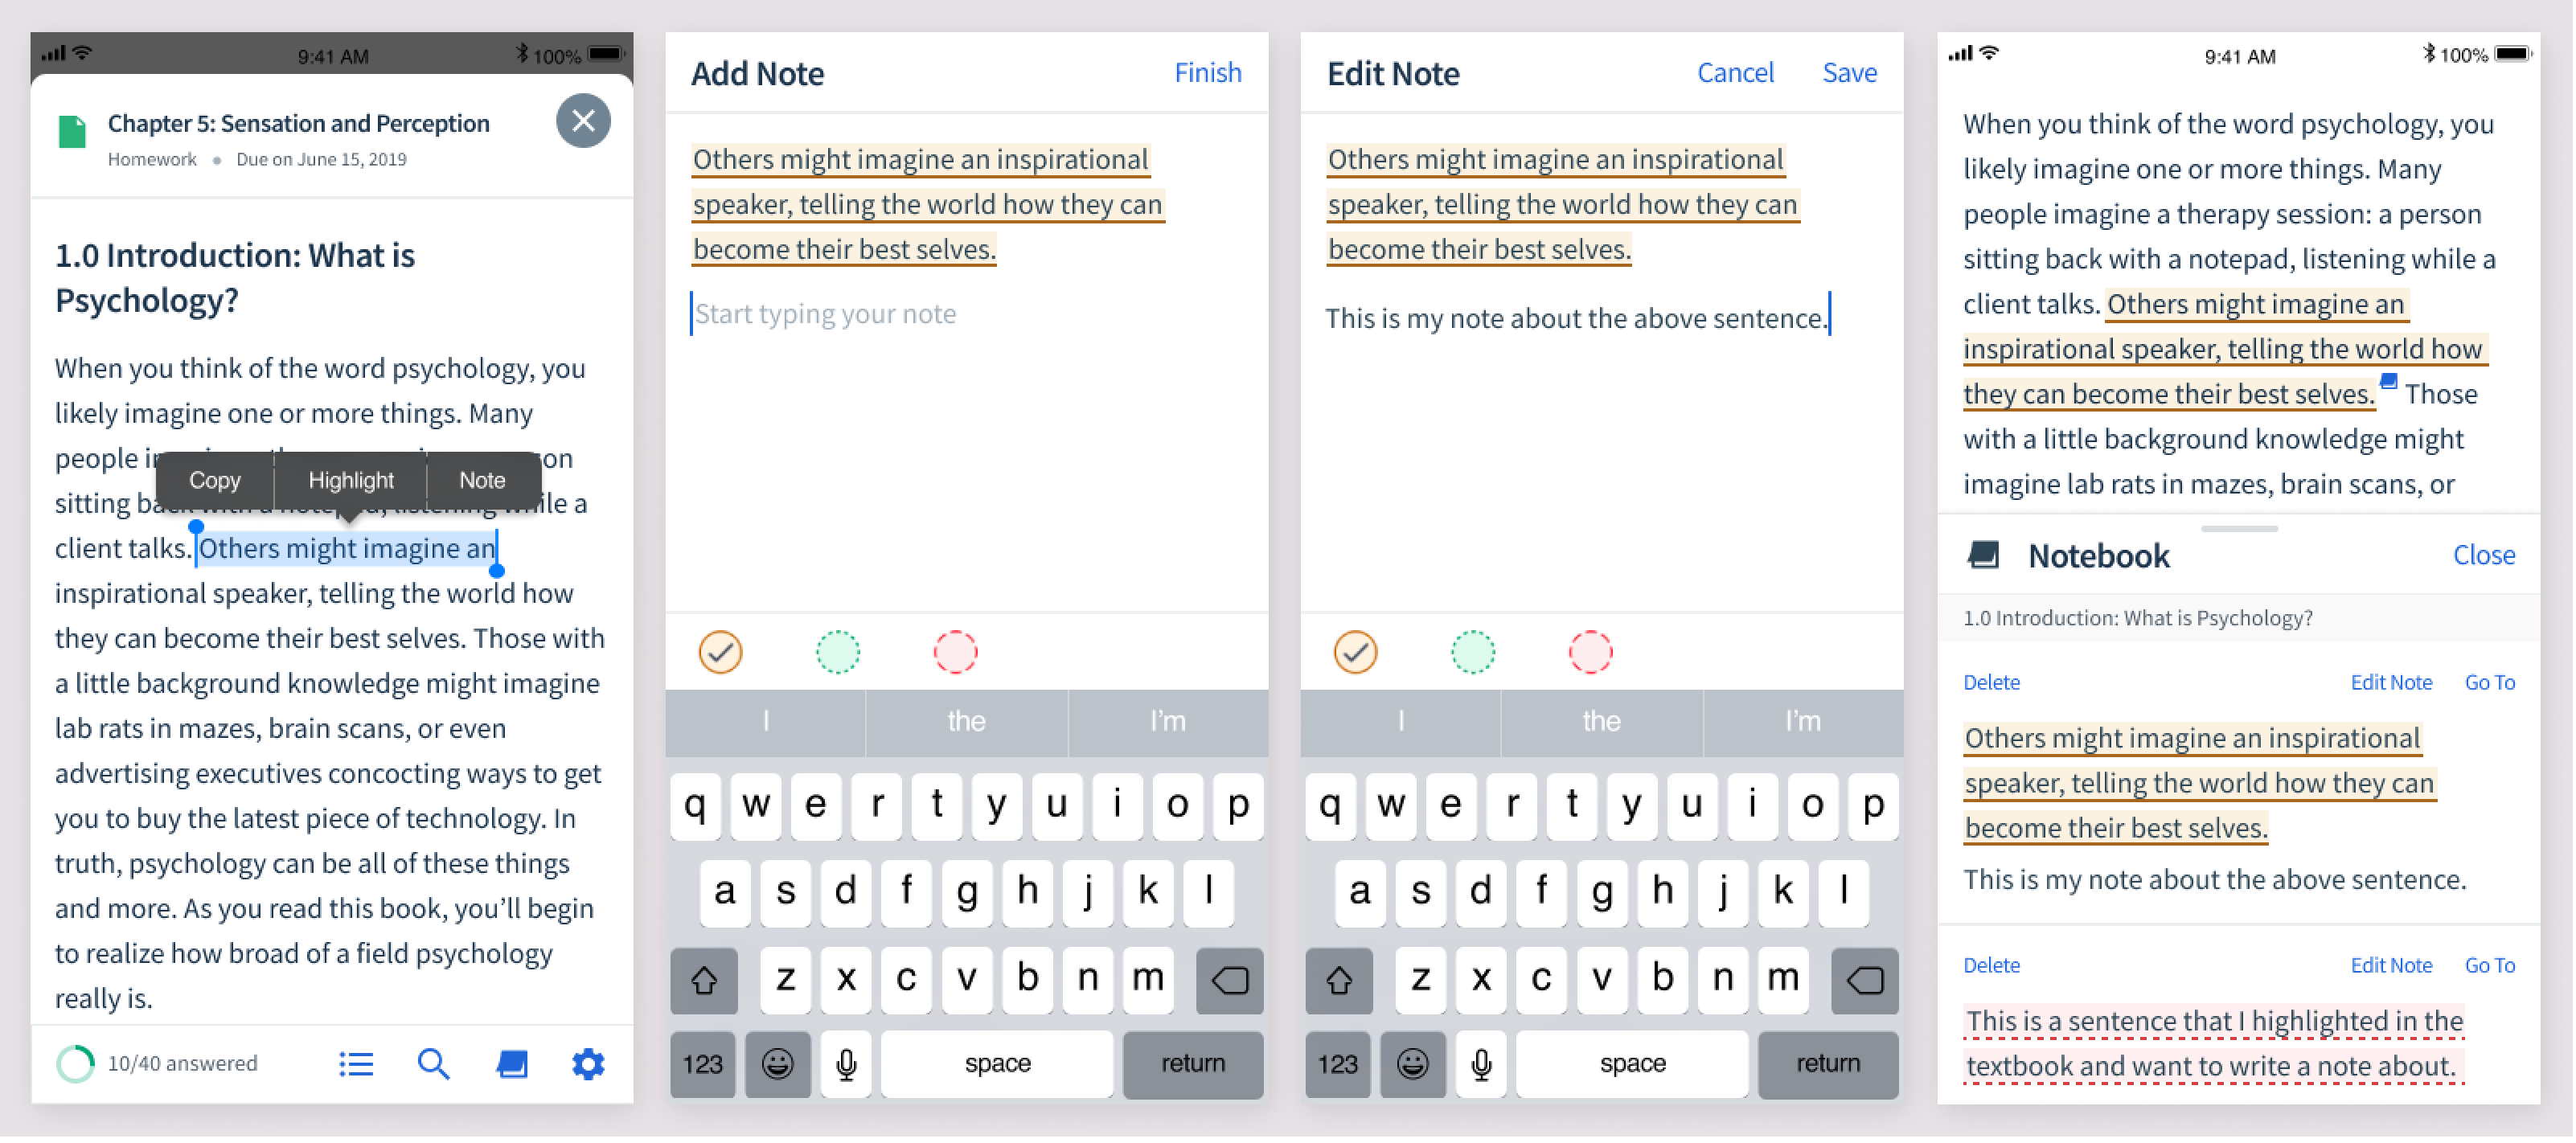 9:41 AM
100%
Chapter 5: Sensation and Perception
Homework
Due on June 15, 2019
1.0 Introduction: What is
Psychology?
When you think of the word psychology, you
likely imagine one or more things. Many
people
on
Copy
Highlight
Note
sitting back with a notepad, listening while a
client talks. Others might imagine an
inspirational speaker, telling the world how
they can become their best selves. Those with
a little background knowledge might imagine
lab rats in mazes, brain scans, or even
advertising executives concocting ways to get
you to buy the latest piece of technology. In
truth, psychology can be all of these things
and more. As you read this book, you’ll begin
to realize how broad of a field psychology
really is.
10/40 answered
Add Note
Finish
Others might imagine an inspirational
speaker, telling the world how they can
become their best selves.
Start typing your note
I
the
I’m
q w e r t y u i o p
a s d f g h j k l
z x c v b n m
123
space
return
Edit Note
Cancel
Save
Others might imagine an inspirational
speaker, telling the world how they can
become their best selves.
This is my note about the above sentence.
I
the
I’m
q w e r t y u i o p
a s d f g h j k l
z x c v b n m
123
space
return
9:41 AM
100%
When you think of the word psychology, you
likely imagine one or more things. Many
people imagine a therapy session: a person
sitting back with a notepad, listening while a
client talks. Others might imagine an
inspirational speaker, telling the world how
they can become their best selves. Those
with a little background knowledge might
imagine lab rats in mazes, brain scans, or
Notebook
Close
1.0 Introduction: What is Psychology?
Delete
Edit Note
Go To
Others might imagine an inspirational
speaker, telling the world how they can
become their best selves.
This is my note about the above sentence.
Delete
Edit Note
Go To
This is a sentence that I highlighted in the
textbook and want to write a note about.